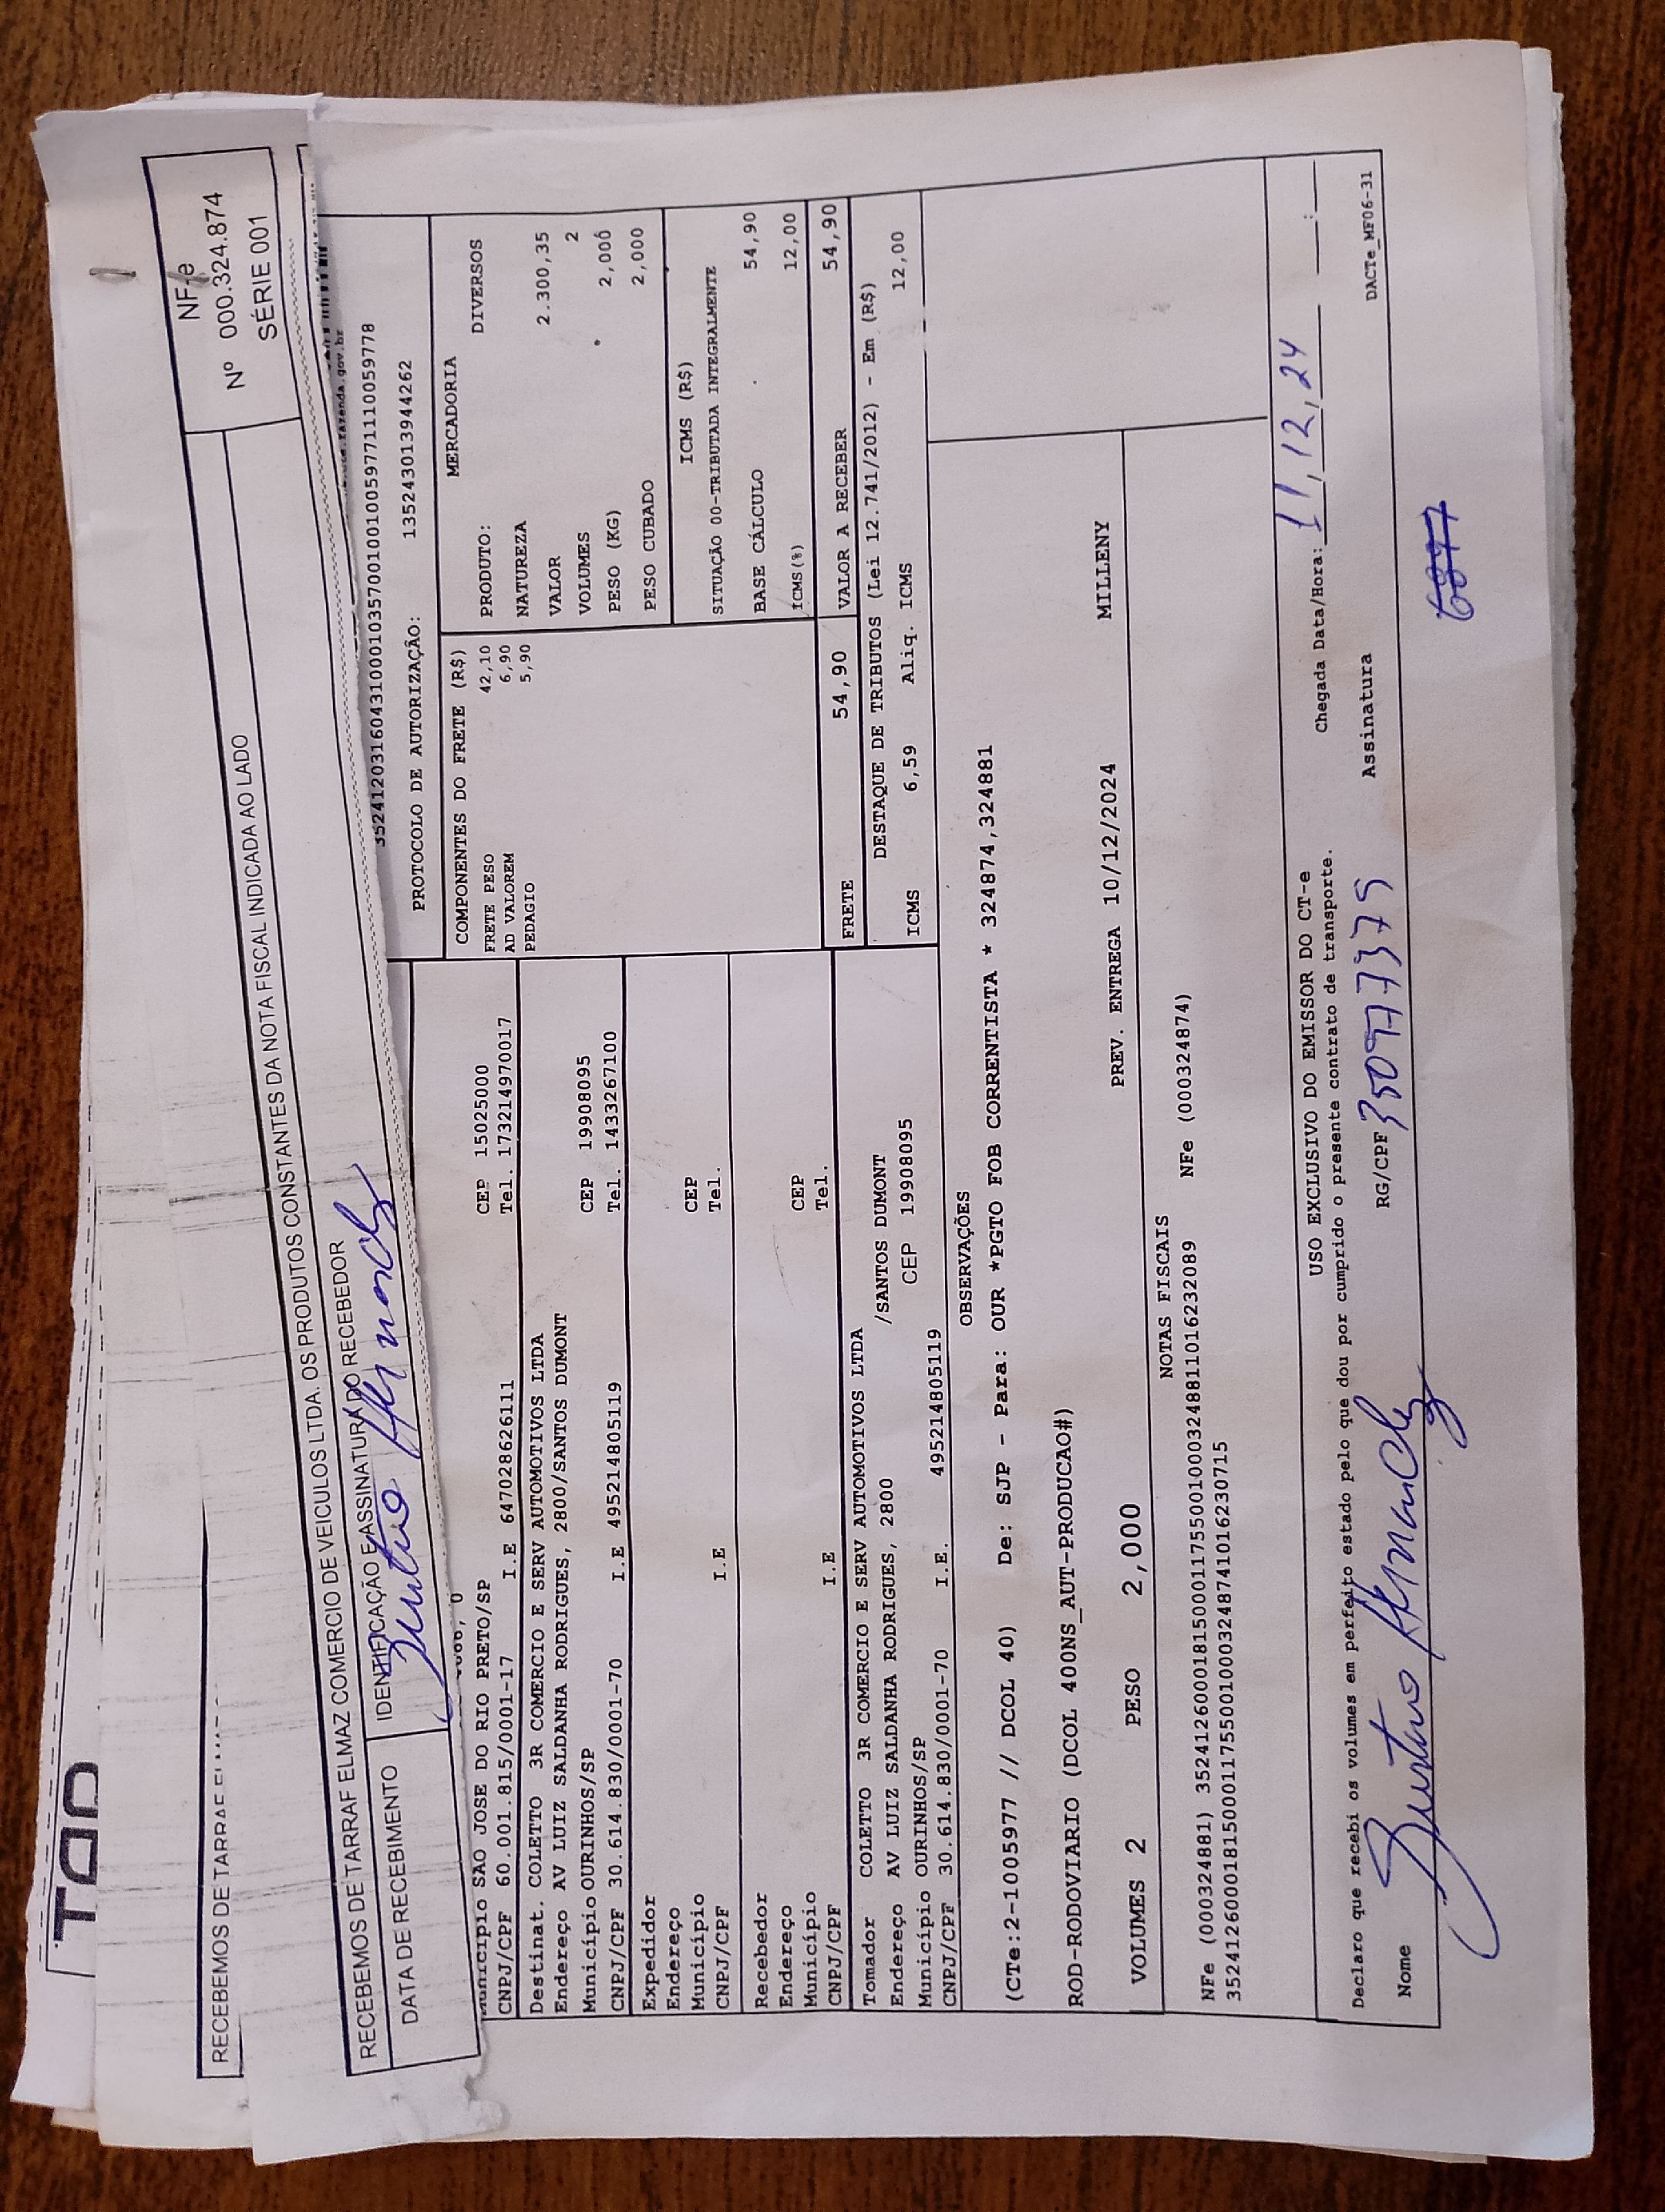 RECEBEMOS DE TARRAF
NF-e
Nº 000.324.874
SÉRIE 001
RECEBEMOS DE TARRAF ELMAZ COMERCIO DE VEICULOS LTDA. OS PRODUTOS CONSTANTES DA NOTA FISCAL INDICADA AO LADO
DATA DE RECEBIMENTO IDENTIFICAÇÃO E ASSINATURA DO RECEBEDOR
35241203160431000103570010010059771110059778
PROTOCOLO DE AUTORIZAÇÃO: 135243013944262
Município SAO JOSE DO RIO PRETO/SP CEP 15025000
CNPJ/CPF 60.001.815/0001-17 I.E 647028626111 Tel. 173214970017
Destinat. COLETTO 3R COMERCIO E SERV AUTOMOTIVOS LTDA
Endereço AV LUIZ SALDANHA RODRIGUES, 2800/SANTOS DUMONT
Município OURINHOS/SP CEP 19908095
CNPJ/CPF 30.614.830/0001-70 I.E 495214805119 Tel. 1433267100
Expedidor
Endereço
Município CEP
CNPJ/CPF I.E Tel.
Recebedor
Endereço
Município CEP
CNPJ/CPF I.E Tel.
Tomador COLETTO 3R COMERCIO E SERV AUTOMOTIVOS LTDA
Endereço AV LUIZ SALDANHA RODRIGUES, 2800 /SANTOS DUMONT
Município OURINHOS/SP CEP 19908095
CNPJ/CPF 30.614.830/0001-70 I.E. 495214805119
COMPONENTES DO FRETE (R$)
FRETE PESO 42,10
AD VALOREM 6,90
PEDAGIO 5,90
MERCADORIA
PRODUTO: DIVERSOS
NATUREZA
VALOR 2.300,35
VOLUMES 2
PESO (KG) 2,000
PESO CUBADO 2,000
ICMS (R$)
SITUAÇÃO 00-TRIBUTADA INTEGRALMENTE
BASE CÁLCULO 54,90
ICMS(%) 12,00
FRETE 54,90 VALOR A RECEBER 54,90
DESTAQUE DE TRIBUTOS (Lei 12.741/2012) - Em (R$)
ICMS 6,59 Aliq. ICMS 12,00
OBSERVAÇÕES
(CTe:2-1005977 // DCOL 40) De: SJP - Para: OUR *PGTO FOB CORRENTISTA * 324874,324881
ROD-RODOVIARIO (DCOL 400NS_AUT-PRODUCAO#)
VOLUMES 2 PESO 2,000 PREV. ENTREGA 10/12/2024 MILLENY
NOTAS FISCAIS
NFe (000324881) 35241260001815000117550010003248811016232089 NFe (000324874)
35241260001815000117550010003248741016230715
USO EXCLUSIVO DO EMISSOR DO CT-e
Declaro que recebi os volumes em perfeito estado pelo que dou por cumprido o presente contrato de transporte. Chegada Data/Hora: 11,12,24 :
Nome RG/CPF Assinatura
DACTe_MF06-31